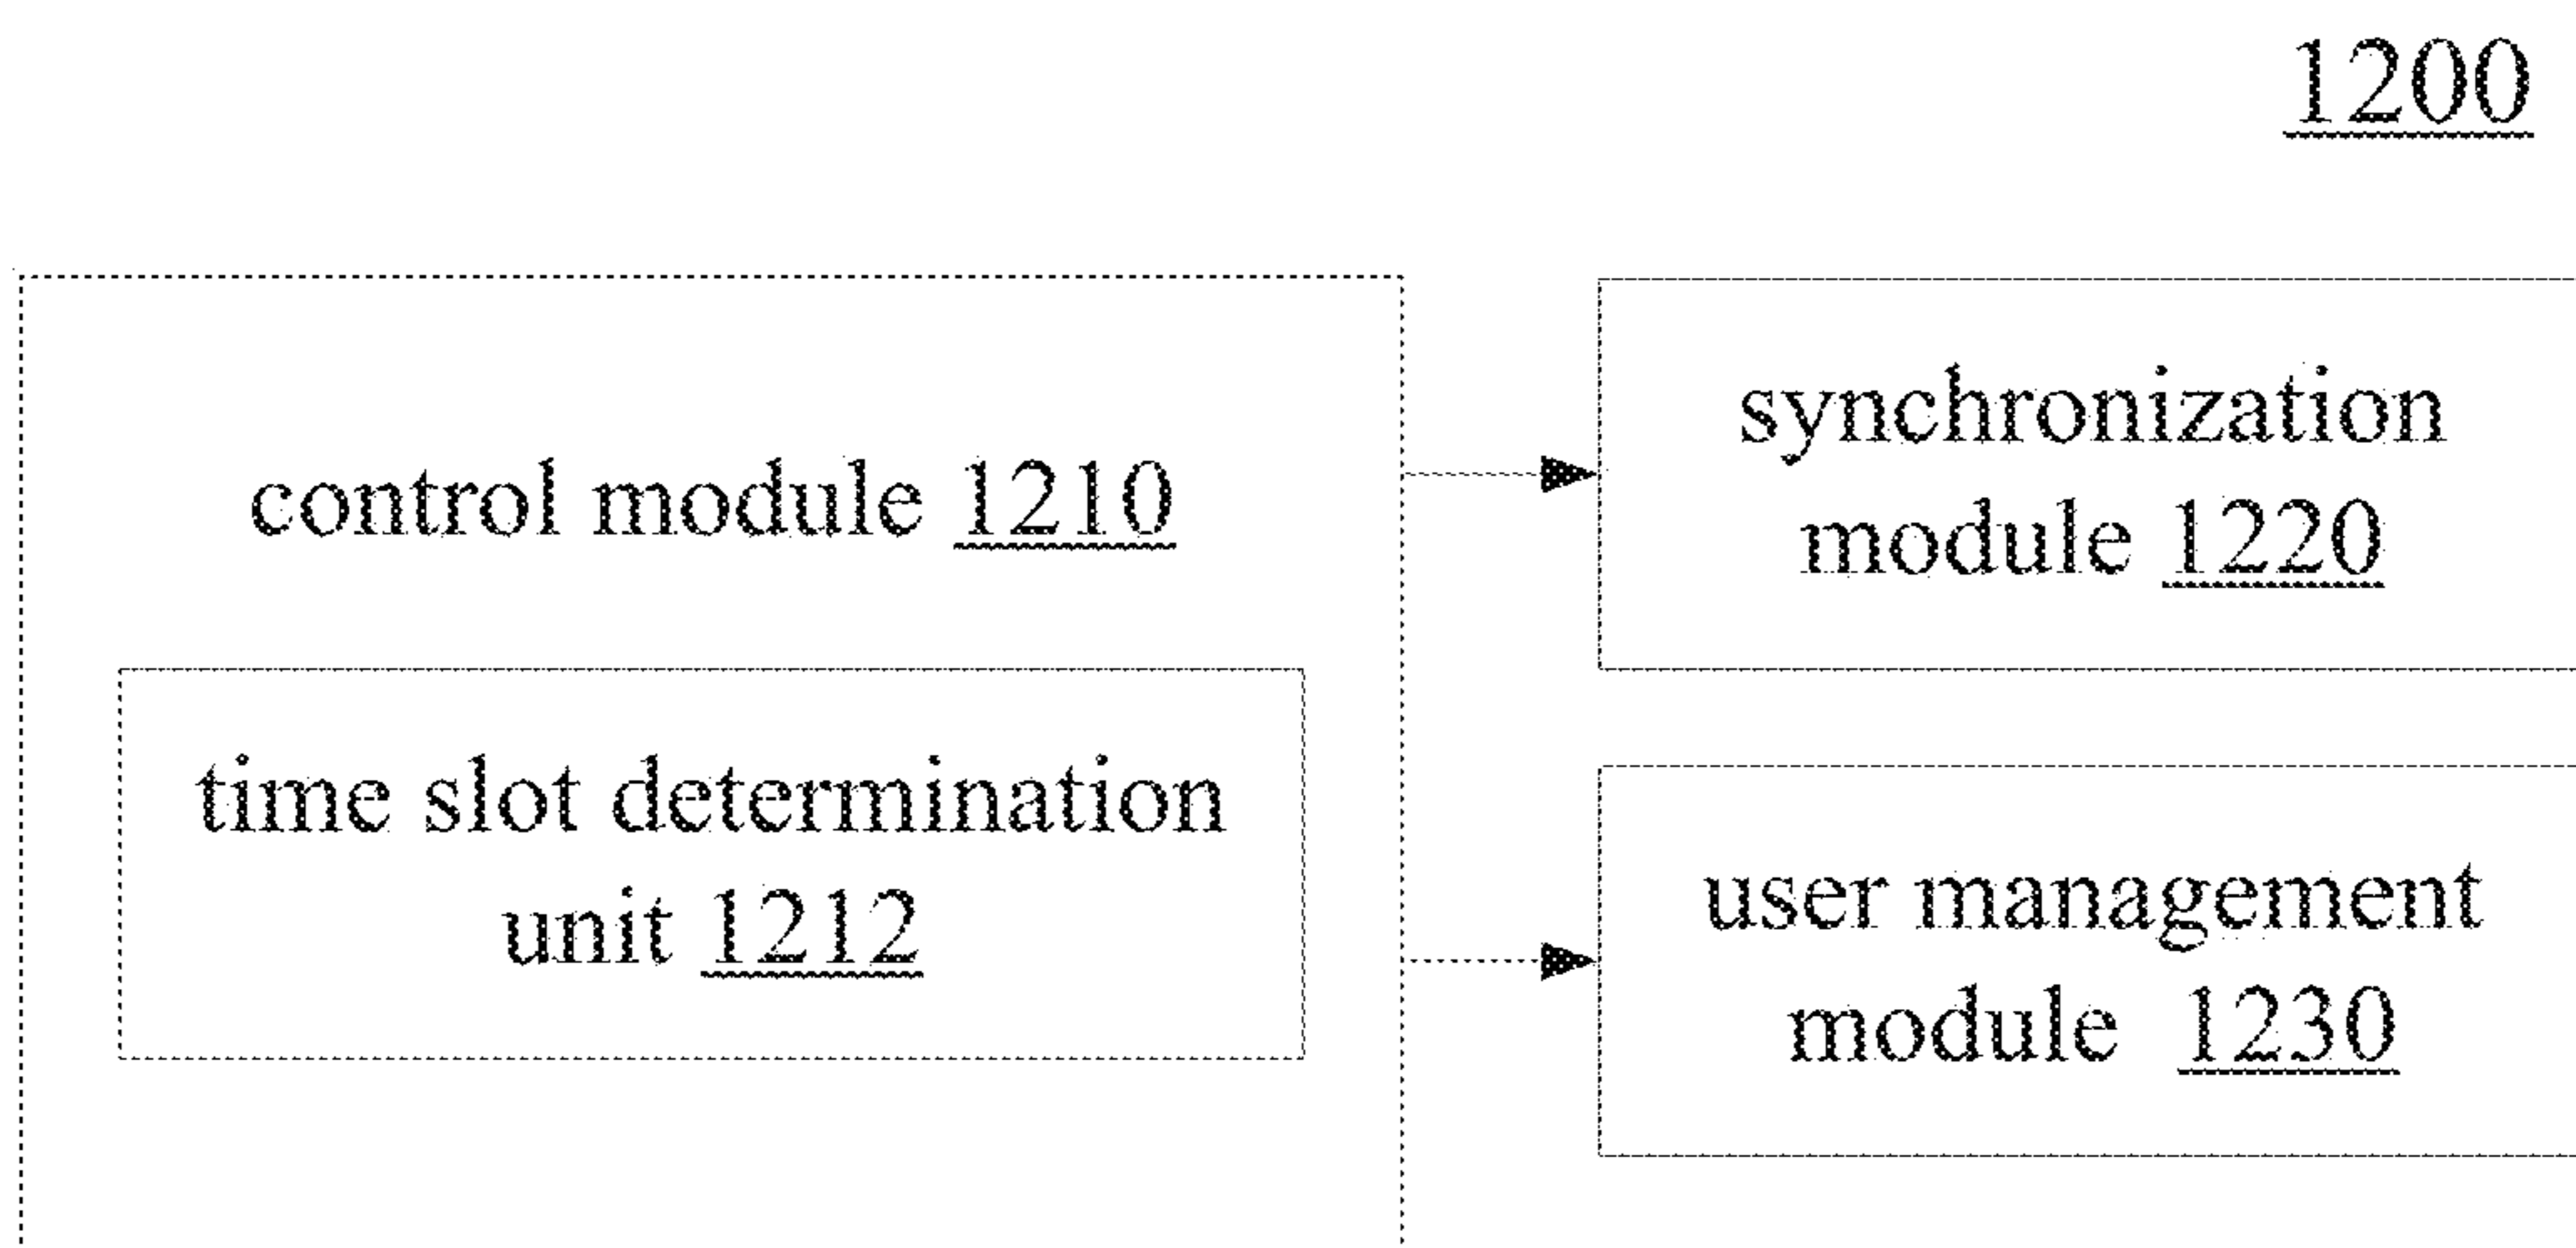 1200
control module 1210
time slot determination
unit 1212
synchronization
module 1220
user management
module 1230